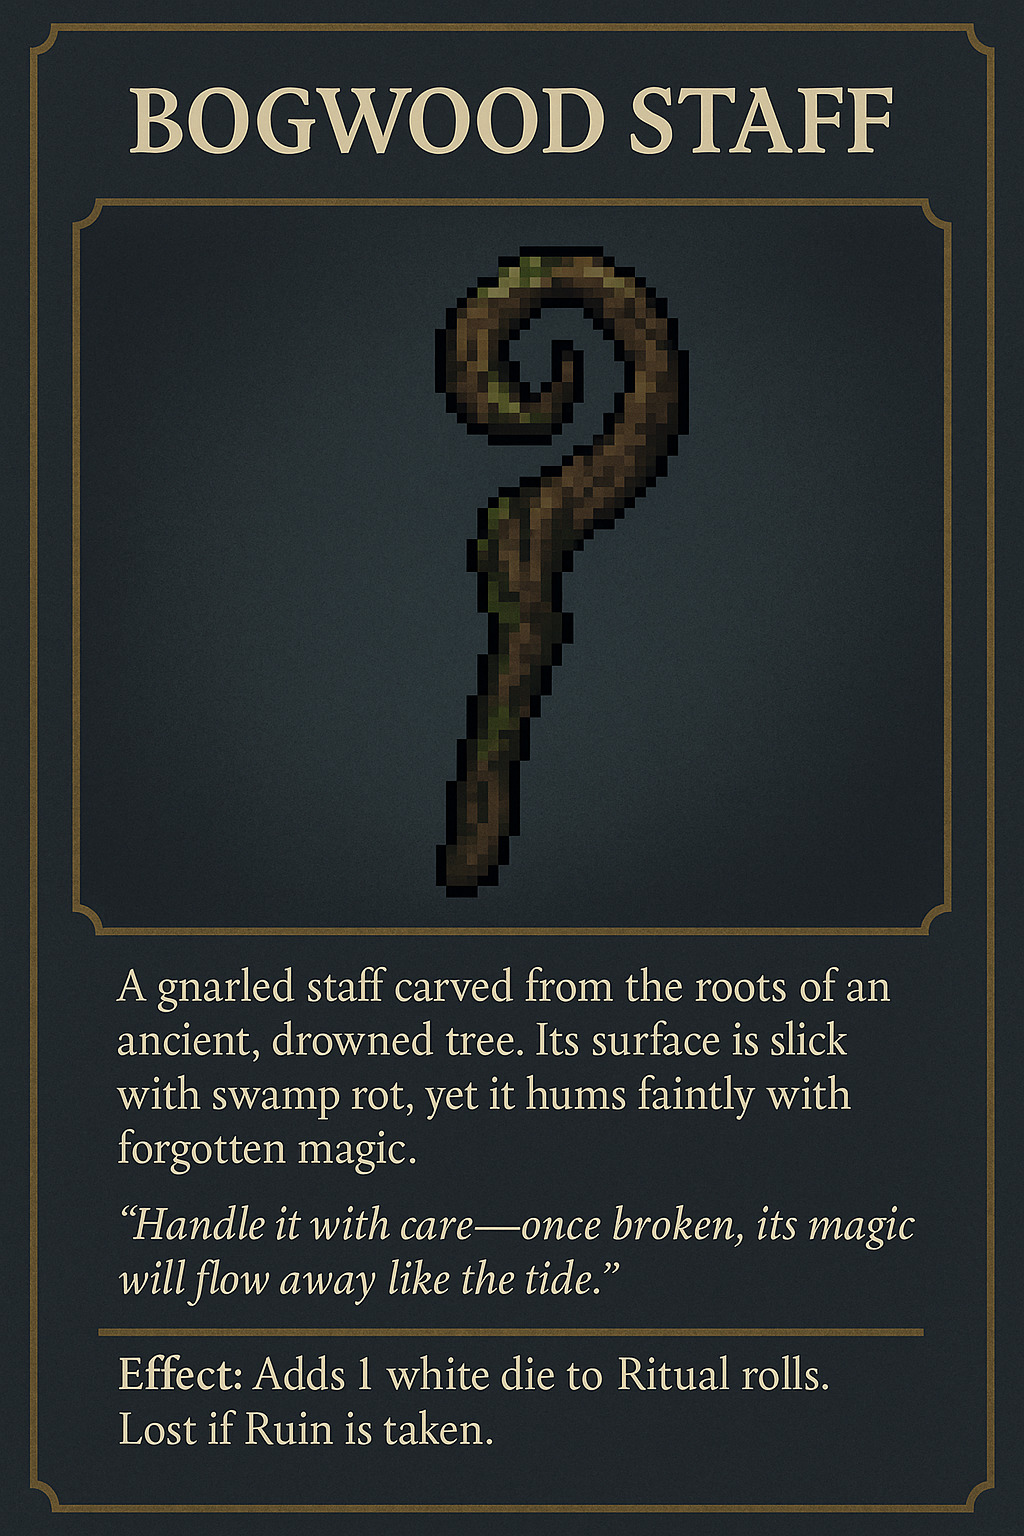 BOGWOOD STAFF
A gnarled staff carved from the roots of an
ancient, drowned tree. Its surface is slick
with swamp rot, yet it hums faintly with
forgotten magic.
“Handle it with care—once broken, its magic
will flow away like the tide.”
Effect: Adds 1 white die to Ritual rolls.
Lost if Ruin is taken.